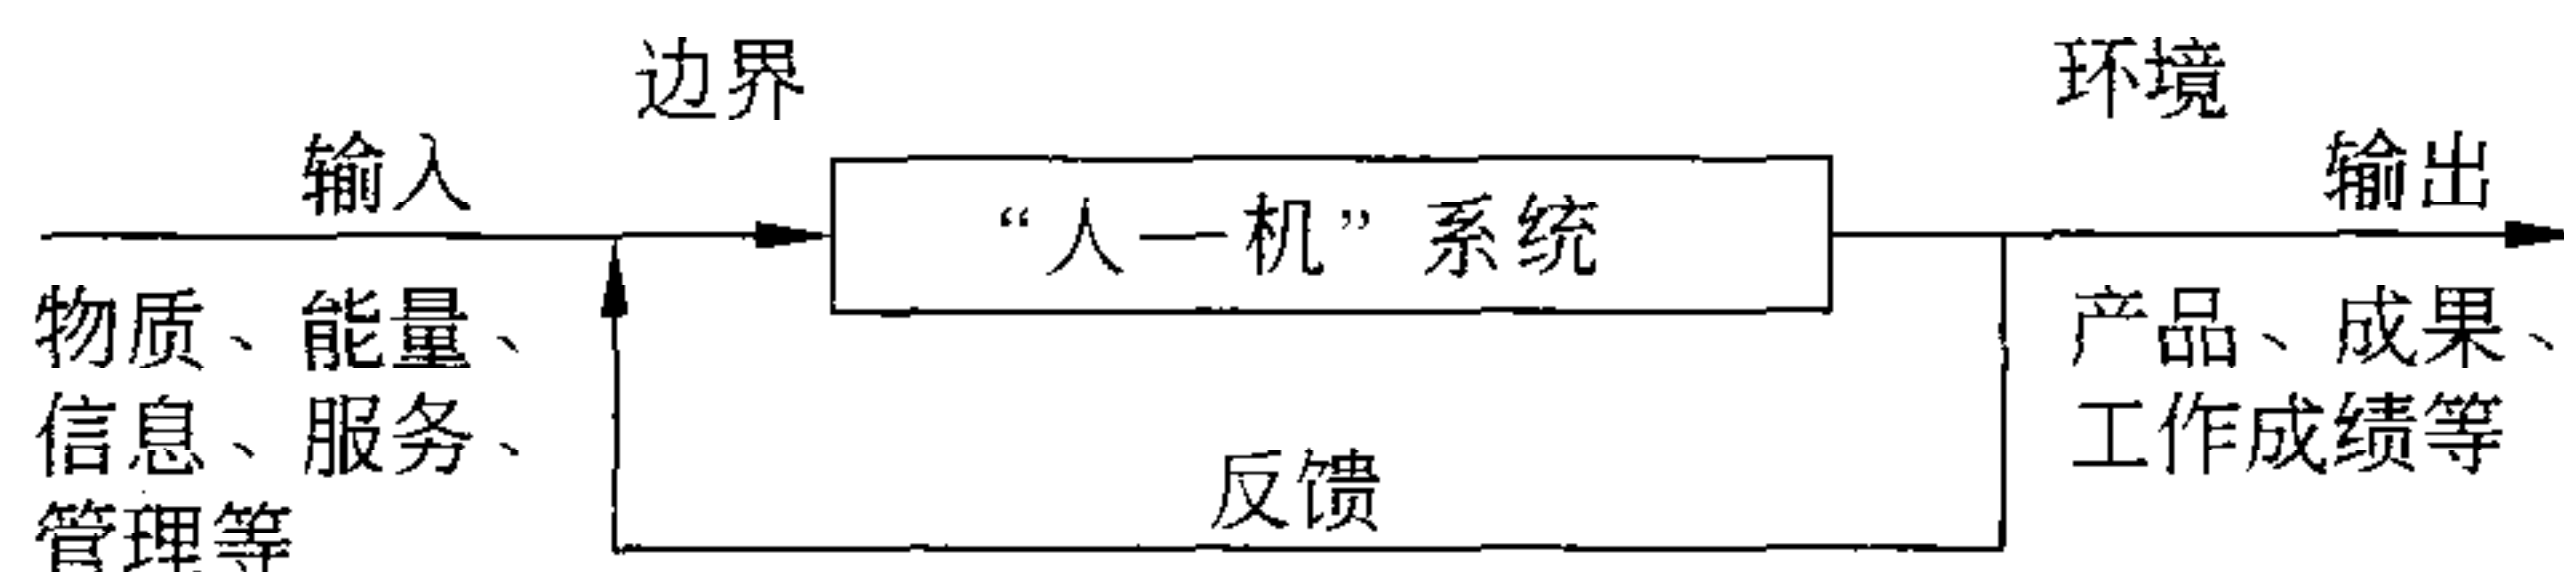 边界
环境
输入
输出
“人一机”系统
物质、能量、
信息、服务、
管理等
产品、成果、
工作成绩等
反馈